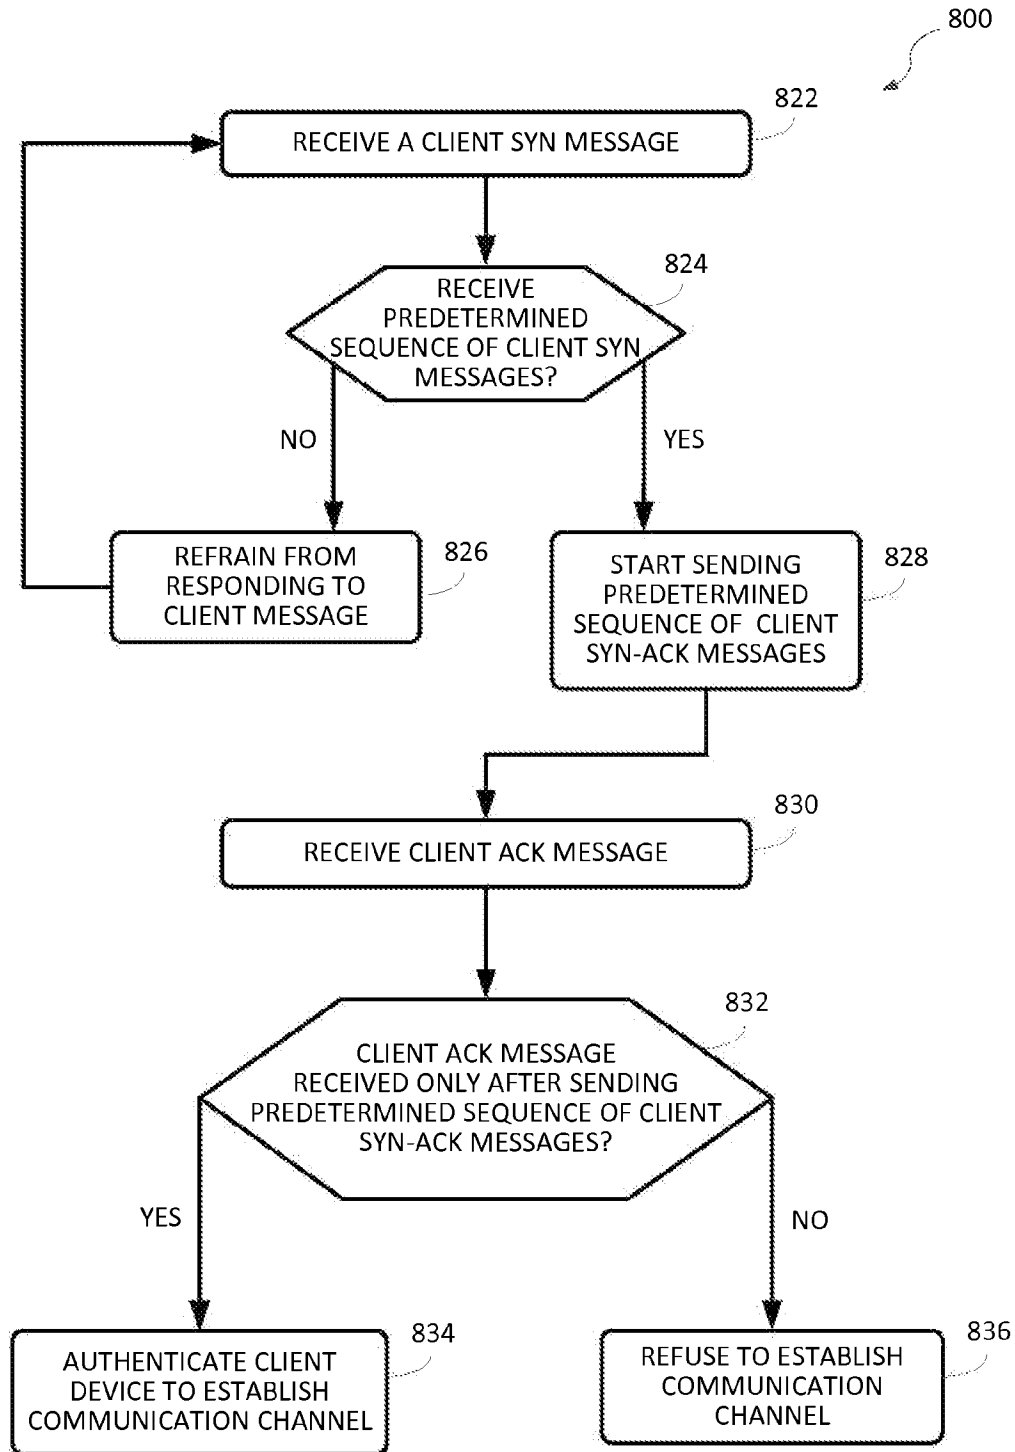 800
822
RECEIVE A CLIENT SYN MESSAGE
824
RECEIVE
PREDETERMINED
SEQUENCE OF CLIENT SYN
MESSAGES?
NO
YES
REFRAIN FROM
RESPONDING TO
CLIENT MESSAGE
826
START SENDING
PREDETERMINED
SEQUENCE OF CLIENT
SYN-ACK MESSAGES
828
830
RECEIVE CLIENT ACK MESSAGE
832
CLIENT ACK MESSAGE
RECEIVED ONLY AFTER SENDING
PREDETERMINED SEQUENCE OF CLIENT
SYN-ACK MESSAGES?
YES
NO
834
AUTHENTICATE CLIENT
DEVICE TO ESTABLISH
COMMUNICATION CHANNEL
836
REFUSE TO ESTABLISH
COMMUNICATION
CHANNEL